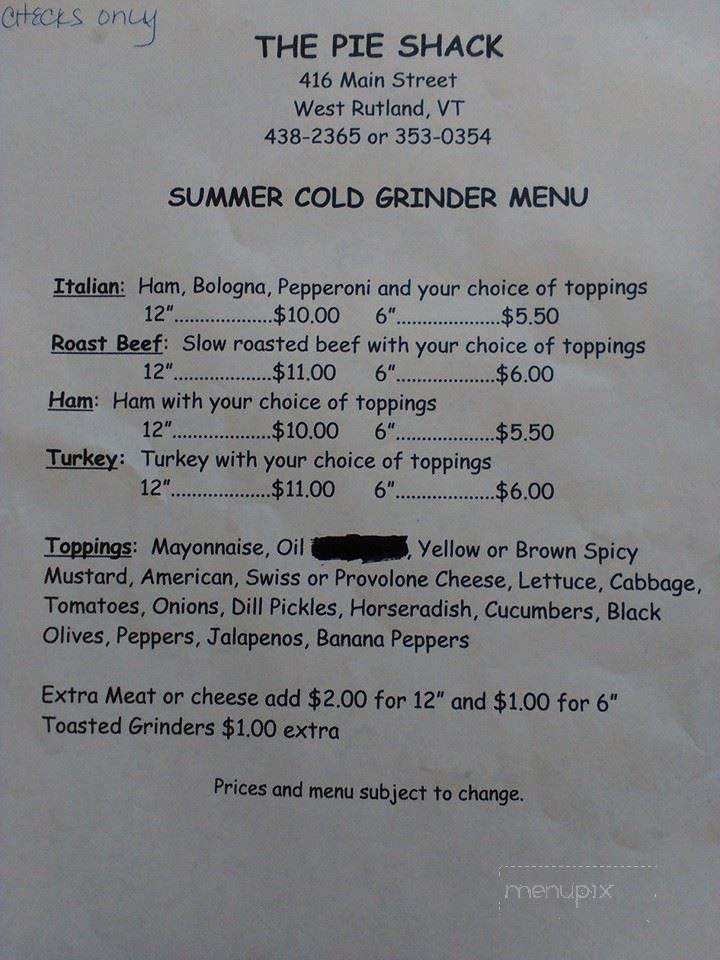 CHECKS only
THE PIE SHACK
416 Main Street
West Rutland, VT
438-2365 or 353-0354
SUMMER COLD GRINDER MENU
Italian: Ham, Bologna, Pepperoni and your choice of toppings
12"...................$10.00 6"....................$5.50
Roast Beef: Slow roasted beef with your choice of toppings
12"...................$11.00 6"...................$6.00
Ham: Ham with your choice of toppings
12"...................$10.00 6"...................$5.50
Turkey: Turkey with your choice of toppings
12"...................$11.00 6"...................$6.00
Toppings: Mayonnaise, Oil , Yellow or Brown Spicy
Mustard, American, Swiss or Provolone Cheese, Lettuce, Cabbage,
Tomatoes, Onions, Dill Pickles, Horseradish, Cucumbers, Black
Olives, Peppers, Jalapenos, Banana Peppers
Extra Meat or cheese add $2.00 for 12" and $1.00 for 6"
Toasted Grinders $1.00 extra
Prices and menu subject to change.
menupix